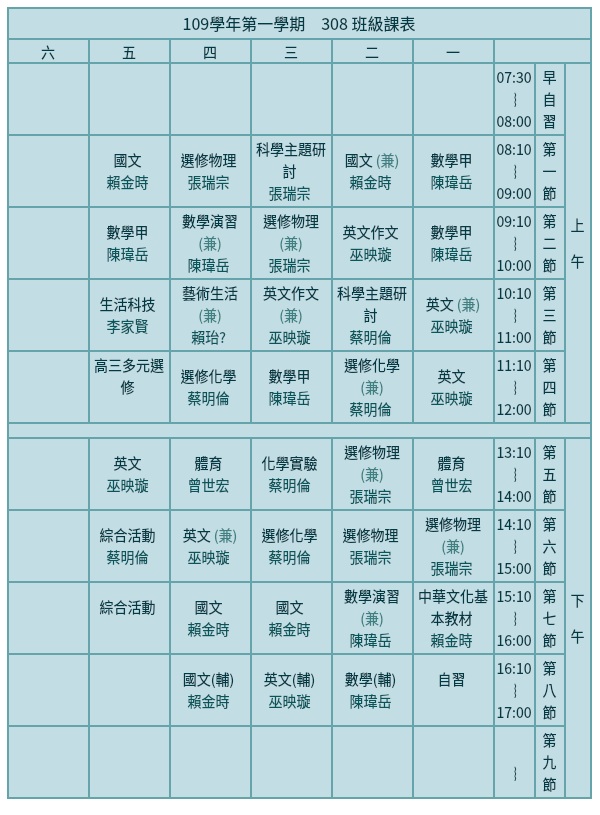 109學年第一學期　308 班級課表
六 五 四 三 二 一
07:30
︴
08:00
早
自
習
上
午
國文
賴金時
選修物理
張瑞宗
科學主題研
討
張瑞宗
國文 (兼)
賴金時
數學甲
陳瑋岳
08:10
︴
09:00
第
一
節
數學甲
陳瑋岳
數學演習
(兼)
陳瑋岳
選修物理
(兼)
張瑞宗
英文作文
巫映璇
數學甲
陳瑋岳
09:10
︴
10:00
第
二
節
生活科技
李家賢
藝術生活
(兼)
賴珆?
英文作文
(兼)
巫映璇
科學主題研
討
蔡明倫
英文 (兼)
巫映璇
10:10
︴
11:00
第
三
節
高三多元選
修
選修化學
蔡明倫
數學甲
陳瑋岳
選修化學
(兼)
蔡明倫
英文
巫映璇
11:10
︴
12:00
第
四
節
英文
巫映璇
體育
曾世宏
化學實驗
蔡明倫
選修物理
(兼)
張瑞宗
體育
曾世宏
13:10
︴
14:00
第
五
節
下
午
綜合活動
蔡明倫
英文 (兼)
巫映璇
選修化學
蔡明倫
選修物理
張瑞宗
選修物理
(兼)
張瑞宗
14:10
︴
15:00
第
六
節
綜合活動
國文
賴金時
國文
賴金時
數學演習
(兼)
陳瑋岳
中華文化基
本教材
賴金時
15:10
︴
16:00
第
七
節
國文(輔)
賴金時
英文(輔)
巫映璇
數學(輔)
陳瑋岳
自習
16:10
︴
17:00
第
八
節
︴
第
九
節